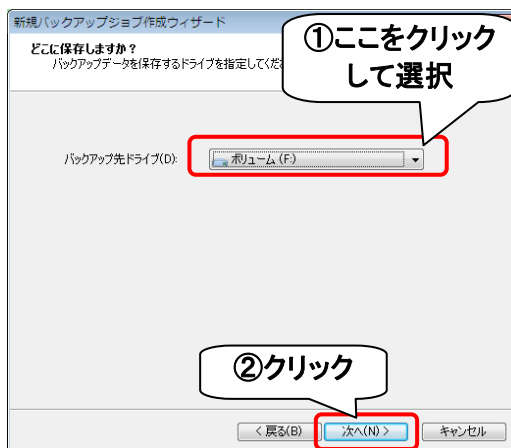 新規バックアップジョブ作成ウィザード
どこに保存しますか？
バックアップデータを保存するドライブを指定してくださ
①ここをクリック
して選択
バックアップ先ドライブ(D):
ボリューム (F:)
②クリック
< 戻る(B)
次へ(N) >
キャンセル